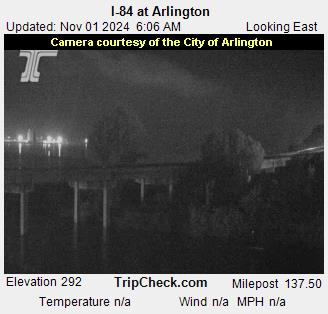 I-84 at Arlington
Updated: Nov 01 2024 6:06 AM Looking East
Camera courtesy of the City of Arlington
Elevation 292 TripCheck.com Milepost 137.50
Temperature n/a Wind n/a MPH n/a